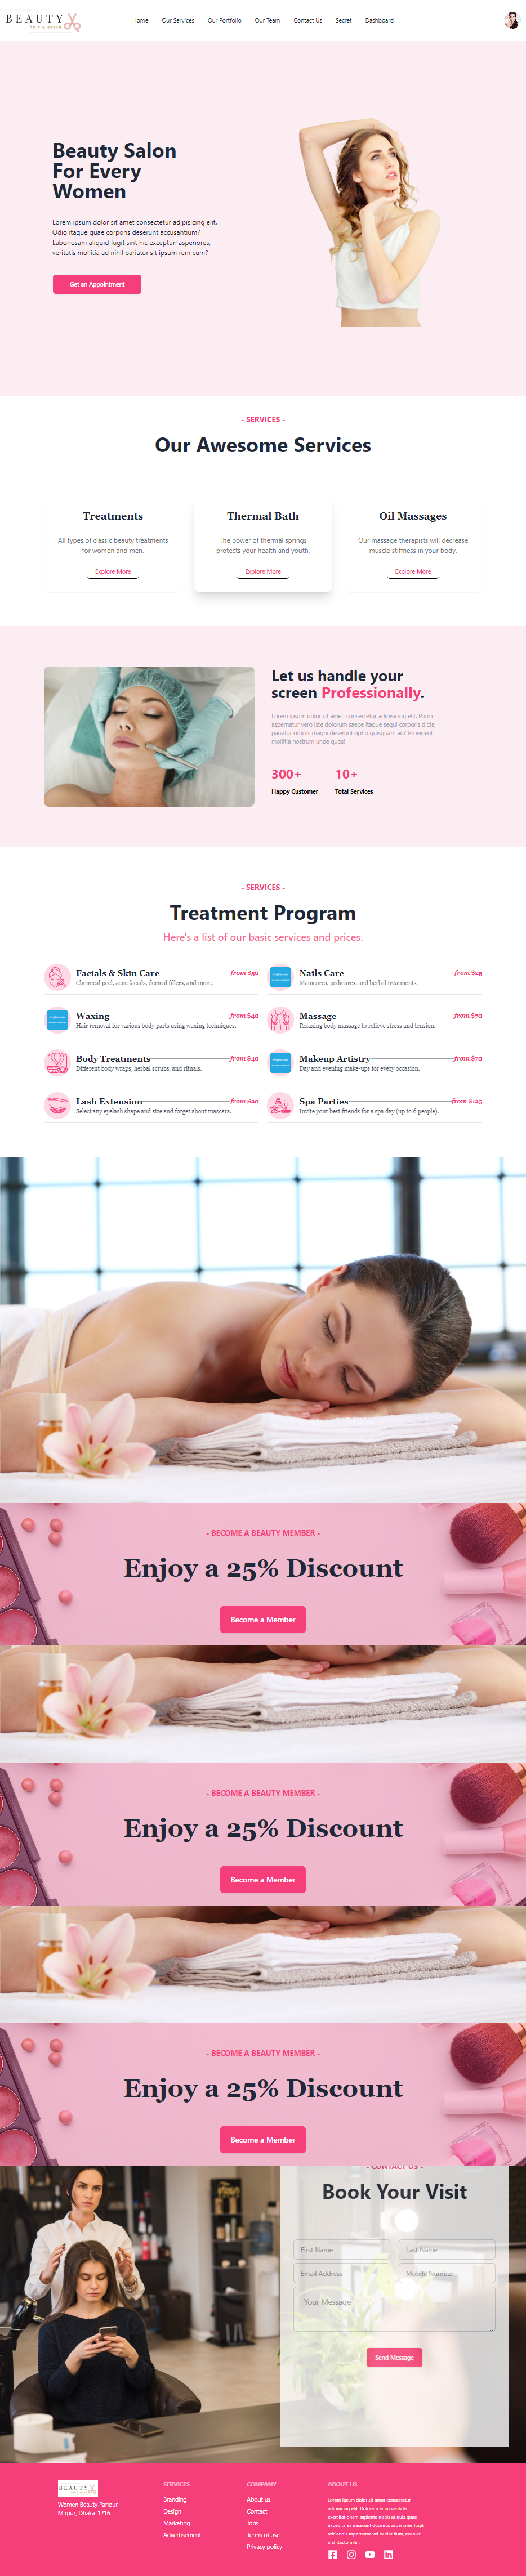 BEAUTY
hair & salon
Home Our Services Our Portfolio Our Team Contact Us Secret Dashboard
Beauty Salon
For Every
Women
Lorem ipsum dolor sit amet consectetur adipisicing elit.
Odio itaque quae corporis deserunt accusantium?
Laboriosam aliquid fugit sint hic excepturi asperiores,
veritatis mollitia ad nihil pariatur sit ipsum rem cum?
Get an Appointment
- SERVICES -
Our Awesome Services
Treatments
All types of classic beauty treatments
for women and men.
Explore More
Thermal Bath
The power of thermal springs
protects your health and youth.
Explore More
Oil Massages
Our massage therapists will decrease
muscle stiffness in your body.
Explore More
Let us handle your
screen Professionally.
Lorem ipsum dolor sit amet, consectetur adipisicing elit. Porro
aspernatur vero iste dolorum saepe itaque sequi corporis dicta,
pariatur officiis magni deserunt optio quisquam ad? Provident
mollitia nostrum unde quos!
300+ 10+
Happy Customer Total Services
- SERVICES -
Treatment Program
Here's a list of our basic services and prices.
Facials & Skin Care from $50
Chemical peel, acne facials, dermal fillers, and more.
Nails Care from $25
Manicures, pedicures, and herbal treatments.
Waxing from $40
Hair removal for various body parts using waxing techniques.
Massage from $70
Relaxing body massage to relieve stress and tension.
Body Treatments from $40
Different body wraps, herbal scrubs, and rituals.
Makeup Artistry from $70
Day and evening make-ups for every occasion.
Lash Extension from $20
Select any eyelash shape and size and forget about mascara.
Spa Parties from $125
Invite your best friends for a spa day (up to 6 people).
- BECOME A BEAUTY MEMBER -
Enjoy a 25% Discount
Become a Member
- BECOME A BEAUTY MEMBER -
Enjoy a 25% Discount
Become a Member
- BECOME A BEAUTY MEMBER -
Enjoy a 25% Discount
Become a Member
- CONTACT US -
Book Your Visit
First Name Last Name
Email Address Mobile Number
Your Message
Send Message
BEAUTY
Women Beauty Parlour
Mirpur, Dhaka-1216
SERVICES
Branding
Design
Marketing
Advertisement
COMPANY
About us
Contact
Jobs
Terms of use
Privacy policy
ABOUT US
Lorem ipsum dolor sit amet consectetur
adipisicing elit. Dolorem enim veritatis
exercitationem sapiente nobis et quis quae
expedita ex deserunt ducimus asperiores fugit
reiciendis aspernatur vel laudantium, eveniet
architecto nihil.